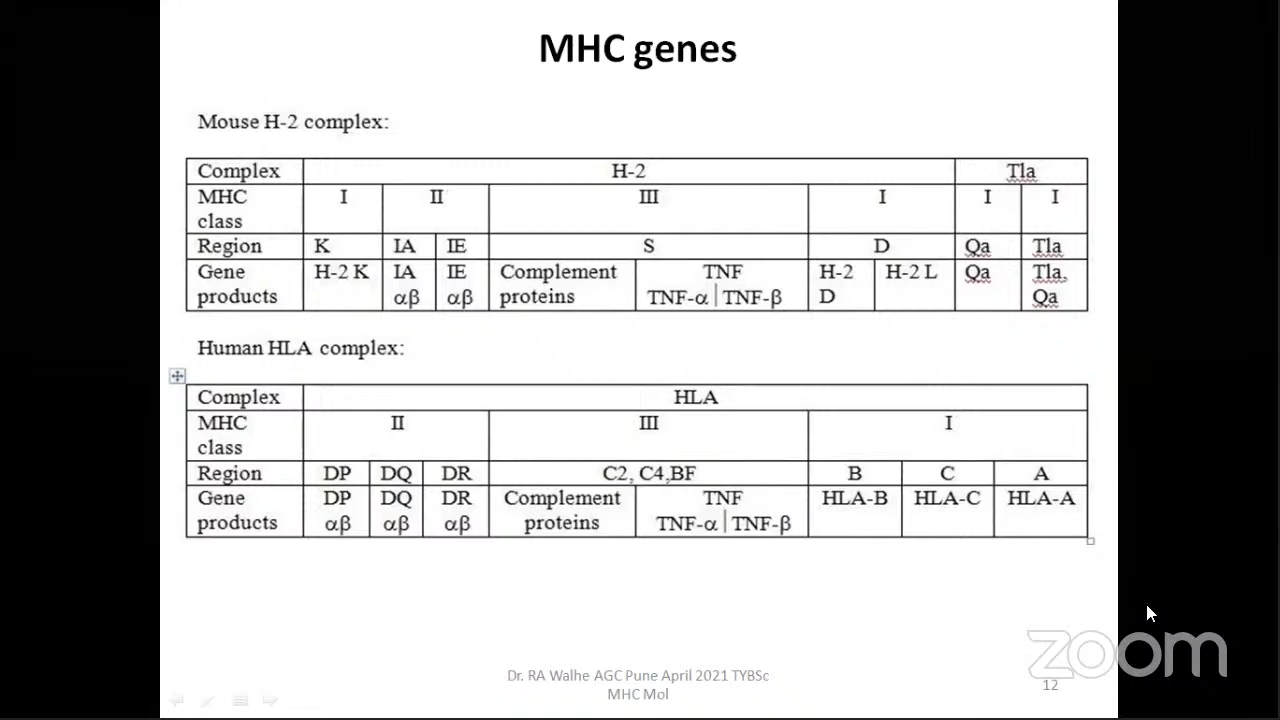 MHC genes
Mouse H-2 complex:
Complex H-2 Tla
MHC class I II III I I I
Region K IA IE S D Qa Tla
Gene products H-2 K IA αβ IE αβ Complement proteins TNF TNF-α TNF-β H-2 D H-2 L Qa Tla, Qa
Human HLA complex:
Complex HLA
MHC class II III I
Region DP DQ DR C2, C4,BF B C A
Gene products DP αβ DQ αβ DR αβ Complement proteins TNF TNF-α TNF-β HLA-B HLA-C HLA-A
Dr. RA Walhe AGC Pune April 2021 TYBSc
MHC Mol
12
zoom